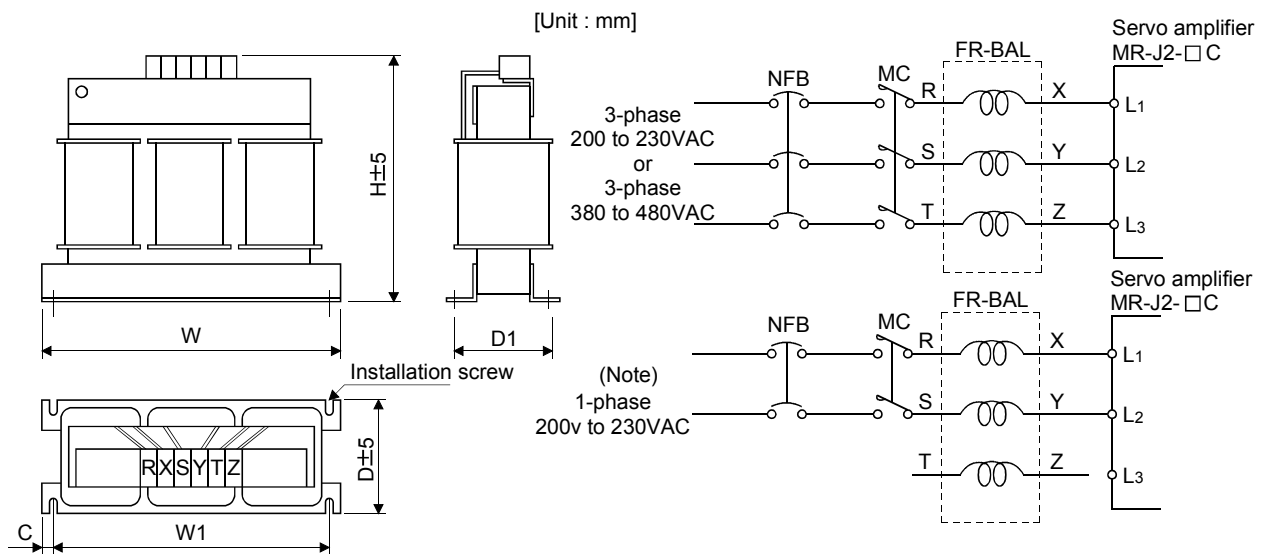 [Unit : mm]
H±5
W
D1
Installation screw
RXSYTZ
D±5
C
W1
Servo amplifier
MR-J2-□ C
FR-BAL
NFB
MC
R
X
L1
3-phase
200 to 230VAC
or
3-phase
380 to 480VAC
S
Y
L2
T
Z
L3
Servo amplifier
MR-J2- □ C
FR-BAL
NFB
MC
R
X
L1
(Note)
1-phase
200v to 230VAC
S
Y
L2
T
Z
L3